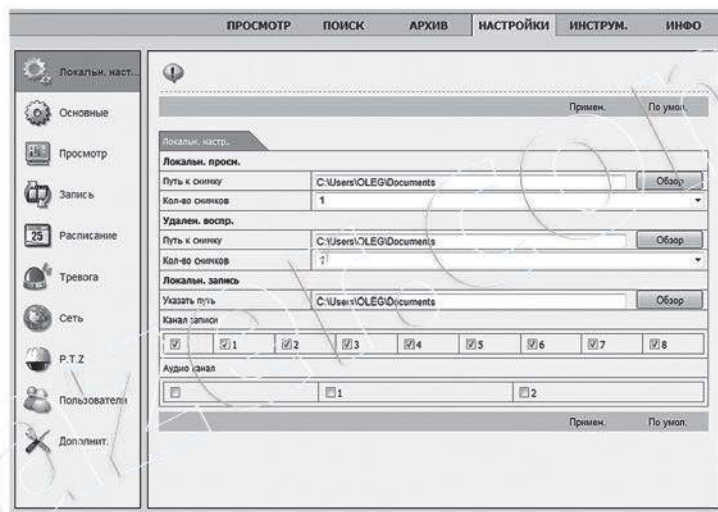 ПРОСМОТР ПОИСК АРХИВ НАСТРОЙКИ ИНСТРУМ. ИНФО
Локальн. наст...
Основные
Просмотр
Запись
25 Расписание
Тревога
Сеть
P.T.Z
Пользователи
Дополнит.
Примен. По умол.
Локальн. настр.
Локальн. просм.
Путь к снимку C:\Users\OLEG\Documents Обзор
Кол-во снимков 1
Удален. воспр.
Путь к снимку C:\Users\OLEG\Documents Обзор
Кол-во снимков 1
Локальн. запись
Указать путь C:\Users\OLEG\Documents Обзор
Канал записи
1 2 3 4 5 6 7 8
Аудио канал
1 2
Примен. По умол.